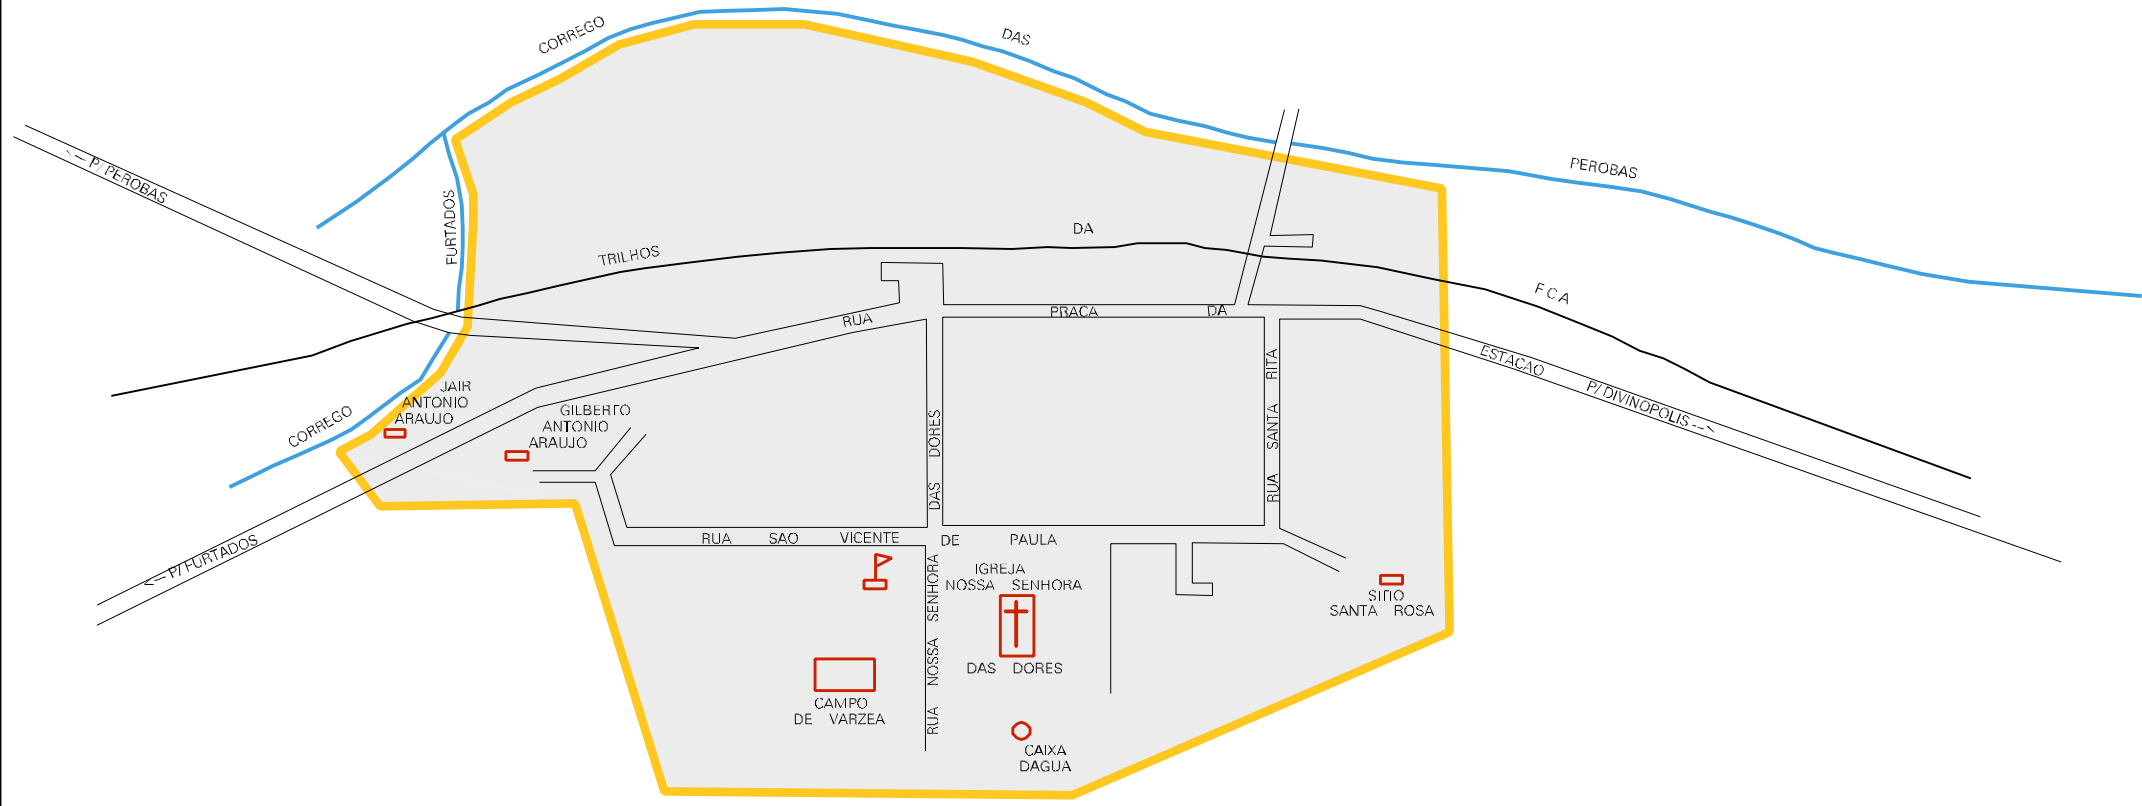 CORREGO DAS PEROBAS
<-- P/ PEROBAS
CORREGO FURTADOS
TRILHOS DA F C A
RUA PRACA DA ESTACAO
P/ DIVINOPOLIS -->
JAIR
ANTONIO
ARAUJO
GILBERTO
ANTONIO
ARAUJO
RUA SANTA RITA
RUA NOSSA SENHORA DAS DORES
<-- P/ FURTADOS
RUA SAO VICENTE DE PAULA
IGREJA
NOSSA SENHORA
DAS DORES
SITIO
SANTA ROSA
CAMPO
DE VARZEA
CAIXA
DAGUA